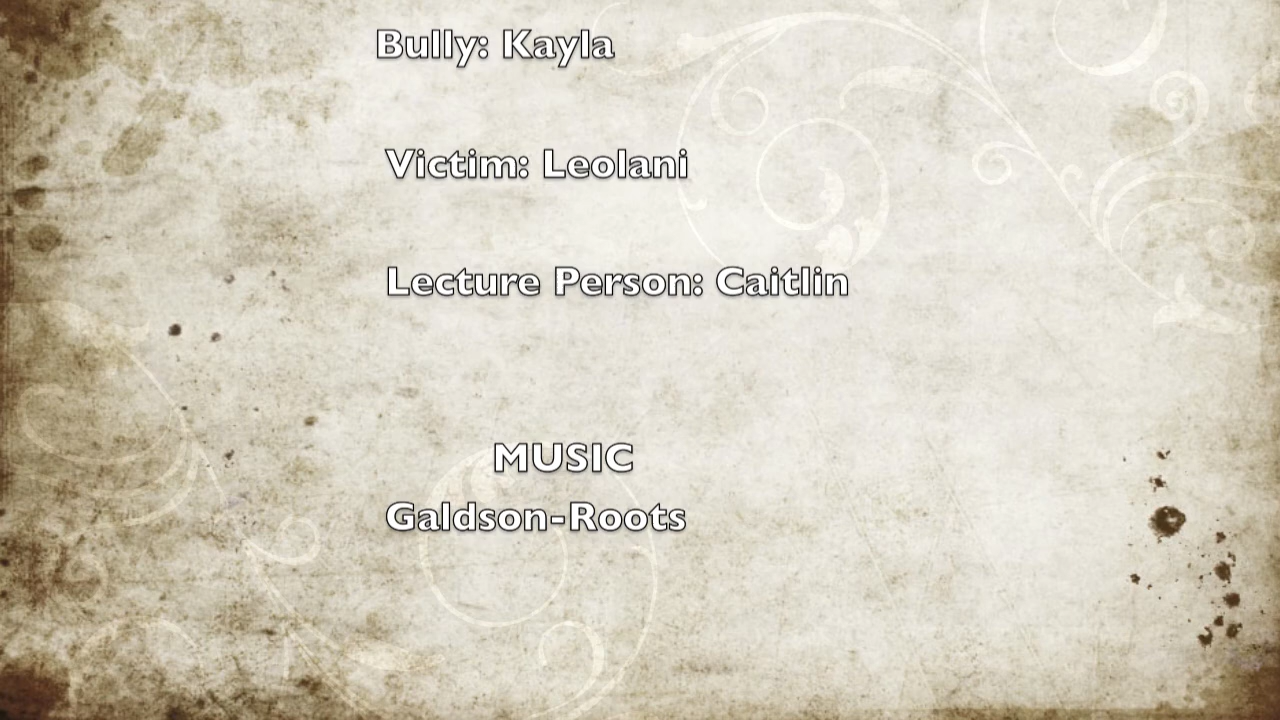 Bully: Kayla
Victim: Leolani
Lecture Person: Caitlin
MUSIC
Galdson-Roots